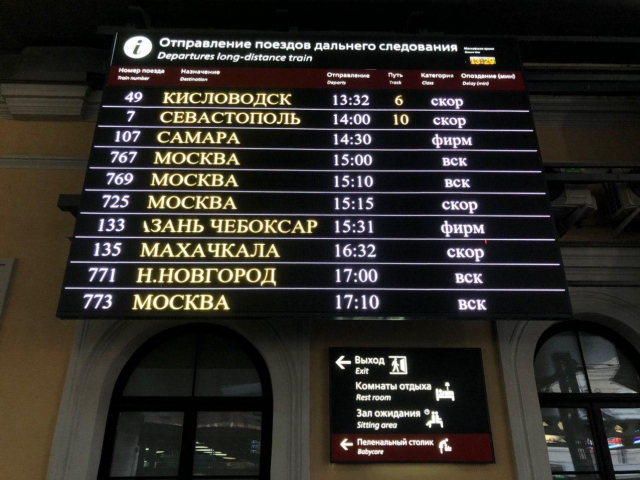 i Отправление поездов дальнего следования
Departures long-distance train
Номер поезда Назначение Отправление Путь Категория Опоздание (мин)
Train number Destination Departs Track Class Delay (min)
49 КИСЛОВОДСК 13:32 6 скор
7 СЕВАСТОПОЛЬ 14:00 10 скор
107 САМАРА 14:30 фирм
767 МОСКВА 15:00 вск
769 МОСКВА 15:10 вск
725 МОСКВА 15:15 скор
133 АЗАНЬ ЧЕБОКСАР 15:31 фирм
135 МАХАЧКАЛА 16:32 скор
771 Н.НОВГОРОД 17:00 вск
773 МОСКВА 17:10 вск
Выход
Exit
Комнаты отдыха
Rest room
Зал ожидания
Sitting area
Пеленальный столик
Babycare